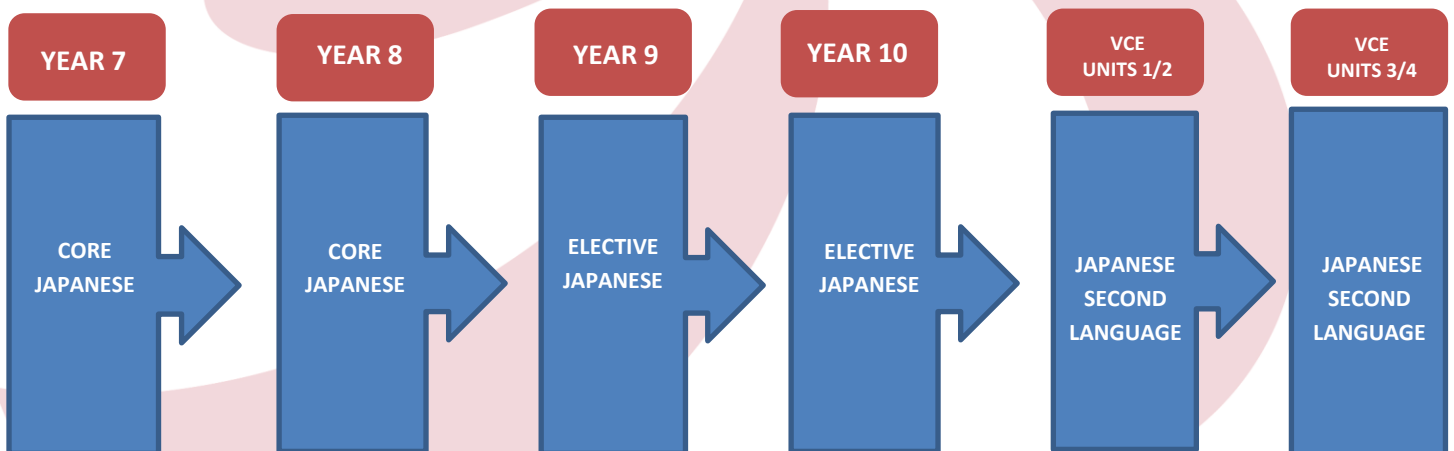 YEAR 7
YEAR 8
YEAR 9
YEAR 10
VCE
UNITS 1/2
VCE
UNITS 3/4
CORE
JAPANESE
CORE
JAPANESE
ELECTIVE
JAPANESE
ELECTIVE
JAPANESE
JAPANESE
SECOND
LANGUAGE
JAPANESE
SECOND
LANGUAGE